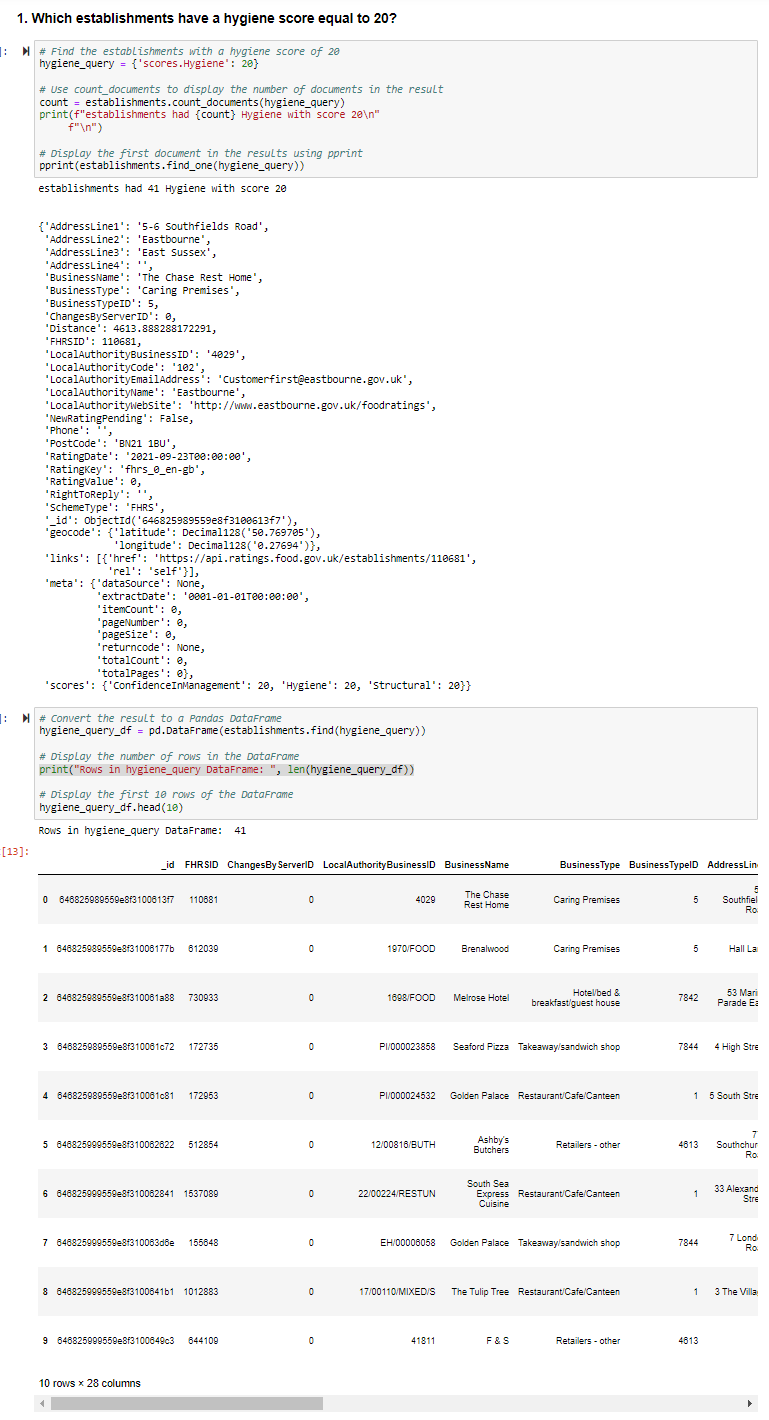 1. Which establishments have a hygiene score equal to 20?
]:
# Find the establishments with a hygiene score of 20
hygiene_query = {'scores.Hygiene': 20}
# Use count_documents to display the number of documents in the result
count = establishments.count_documents(hygiene_query)
print(f"establishments had {count} Hygiene with score 20\n"
f"\n")
# Display the first document in the results using pprint
pprint(establishments.find_one(hygiene_query))
establishments had 41 Hygiene with score 20
{'AddressLine1': '5-6 Southfields Road',
'AddressLine2': 'Eastbourne',
'AddressLine3': 'East Sussex',
'AddressLine4': '',
'BusinessName': 'The Chase Rest Home',
'BusinessType': 'Caring Premises',
'BusinessTypeID': 5,
'ChangesByServerID': 0,
'Distance': 4613.888288172291,
'FHRSID': 110681,
'LocalAuthorityBusinessID': '4029',
'LocalAuthorityCode': '102',
'LocalAuthorityEmailAddress': 'Customerfirst@eastbourne.gov.uk',
'LocalAuthorityName': 'Eastbourne',
'LocalAuthorityWebSite': 'http://www.eastbourne.gov.uk/foodratings',
'NewRatingPending': False,
'Phone': '',
'PostCode': 'BN21 1BU',
'RatingDate': '2021-09-23T00:00:00',
'RatingKey': 'fhrs_0_en-gb',
'RatingValue': 0,
'RightToReply': '',
'SchemeType': 'FHRS',
'_id': ObjectId('646825989559e8f3100613f7'),
'geocode': {'latitude': Decimal128('50.769705'),
'longitude': Decimal128('0.27694')},
'links': [{'href': 'https://api.ratings.food.gov.uk/establishments/110681',
'rel': 'self'}],
'meta': {'dataSource': None,
'extractDate': '0001-01-01T00:00:00',
'itemCount': 0,
'pageNumber': 0,
'pageSize': 0,
'returncode': None,
'totalCount': 0,
'totalPages': 0},
'scores': {'ConfidenceInManagement': 20, 'Hygiene': 20, 'Structural': 20}}
]:
# Convert the result to a Pandas DataFrame
hygiene_query_df = pd.DataFrame(establishments.find(hygiene_query))
# Display the number of rows in the DataFrame
print("Rows in hygiene_query DataFrame: ", len(hygiene_query_df))
# Display the first 10 rows of the DataFrame
hygiene_query_df.head(10)
Rows in hygiene_query DataFrame:  41
[13]:
_id FHRSID ChangesByServerID LocalAuthorityBusinessID BusinessName BusinessType BusinessTypeID AddressLin
0 646825989559e8f3100613f7 110681 0 4029 The Chase Rest Home Caring Premises 5 5 Southfiel Ro
1 646825989559e8f31006177b 612039 0 1970/FOOD Brenalwood Caring Premises 5 Hall La
2 646825989559e8f310061a88 730933 0 1698/FOOD Melrose Hotel Hotel/bed & breakfast/guest house 7842 53 Mari Parade Ea
3 646825989559e8f310061c72 172735 0 PI/000023858 Seaford Pizza Takeaway/sandwich shop 7844 4 High Stre
4 646825989559e8f310061c81 172953 0 PI/000024532 Golden Palace Restaurant/Cafe/Canteen 1 5 South Stre
5 646825999559e8f310062622 512854 0 12/00816/BUTH Ashby's Butchers Retailers - other 4613 7 Southchur Ro
6 646825999559e8f310062841 1537089 0 22/00224/RESTUN South Sea Express Cuisine Restaurant/Cafe/Canteen 1 33 Alexand Stre
7 646825999559e8f310063d6e 155648 0 EH/00006058 Golden Palace Takeaway/sandwich shop 7844 7 Lond Ro
8 646825999559e8f3100641b1 1012883 0 17/00110/MIXED/S The Tulip Tree Restaurant/Cafe/Canteen 1 3 The Villa
9 646825999559e8f3100649c3 644109 0 41811 F & S Retailers - other 4613
10 rows × 28 columns